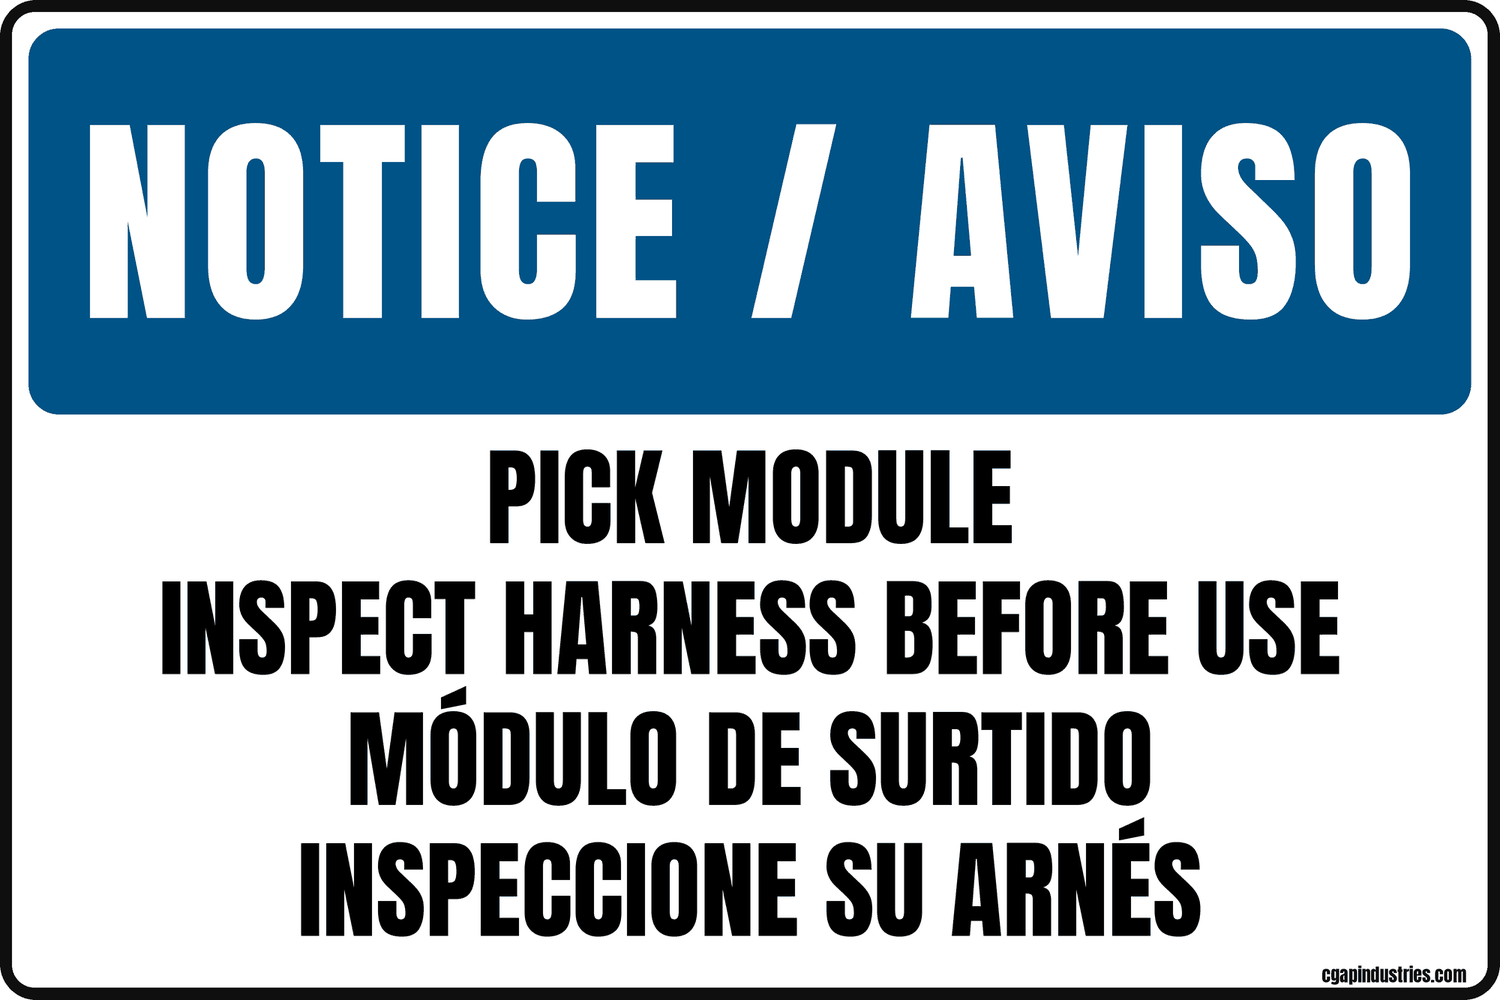 NOTICE / AVISO
PICK MODULE
INSPECT HARNESS BEFORE USE
MÓDULO DE SURTIDO
INSPECCIONE SU ARNÉS
cgapindustries.com